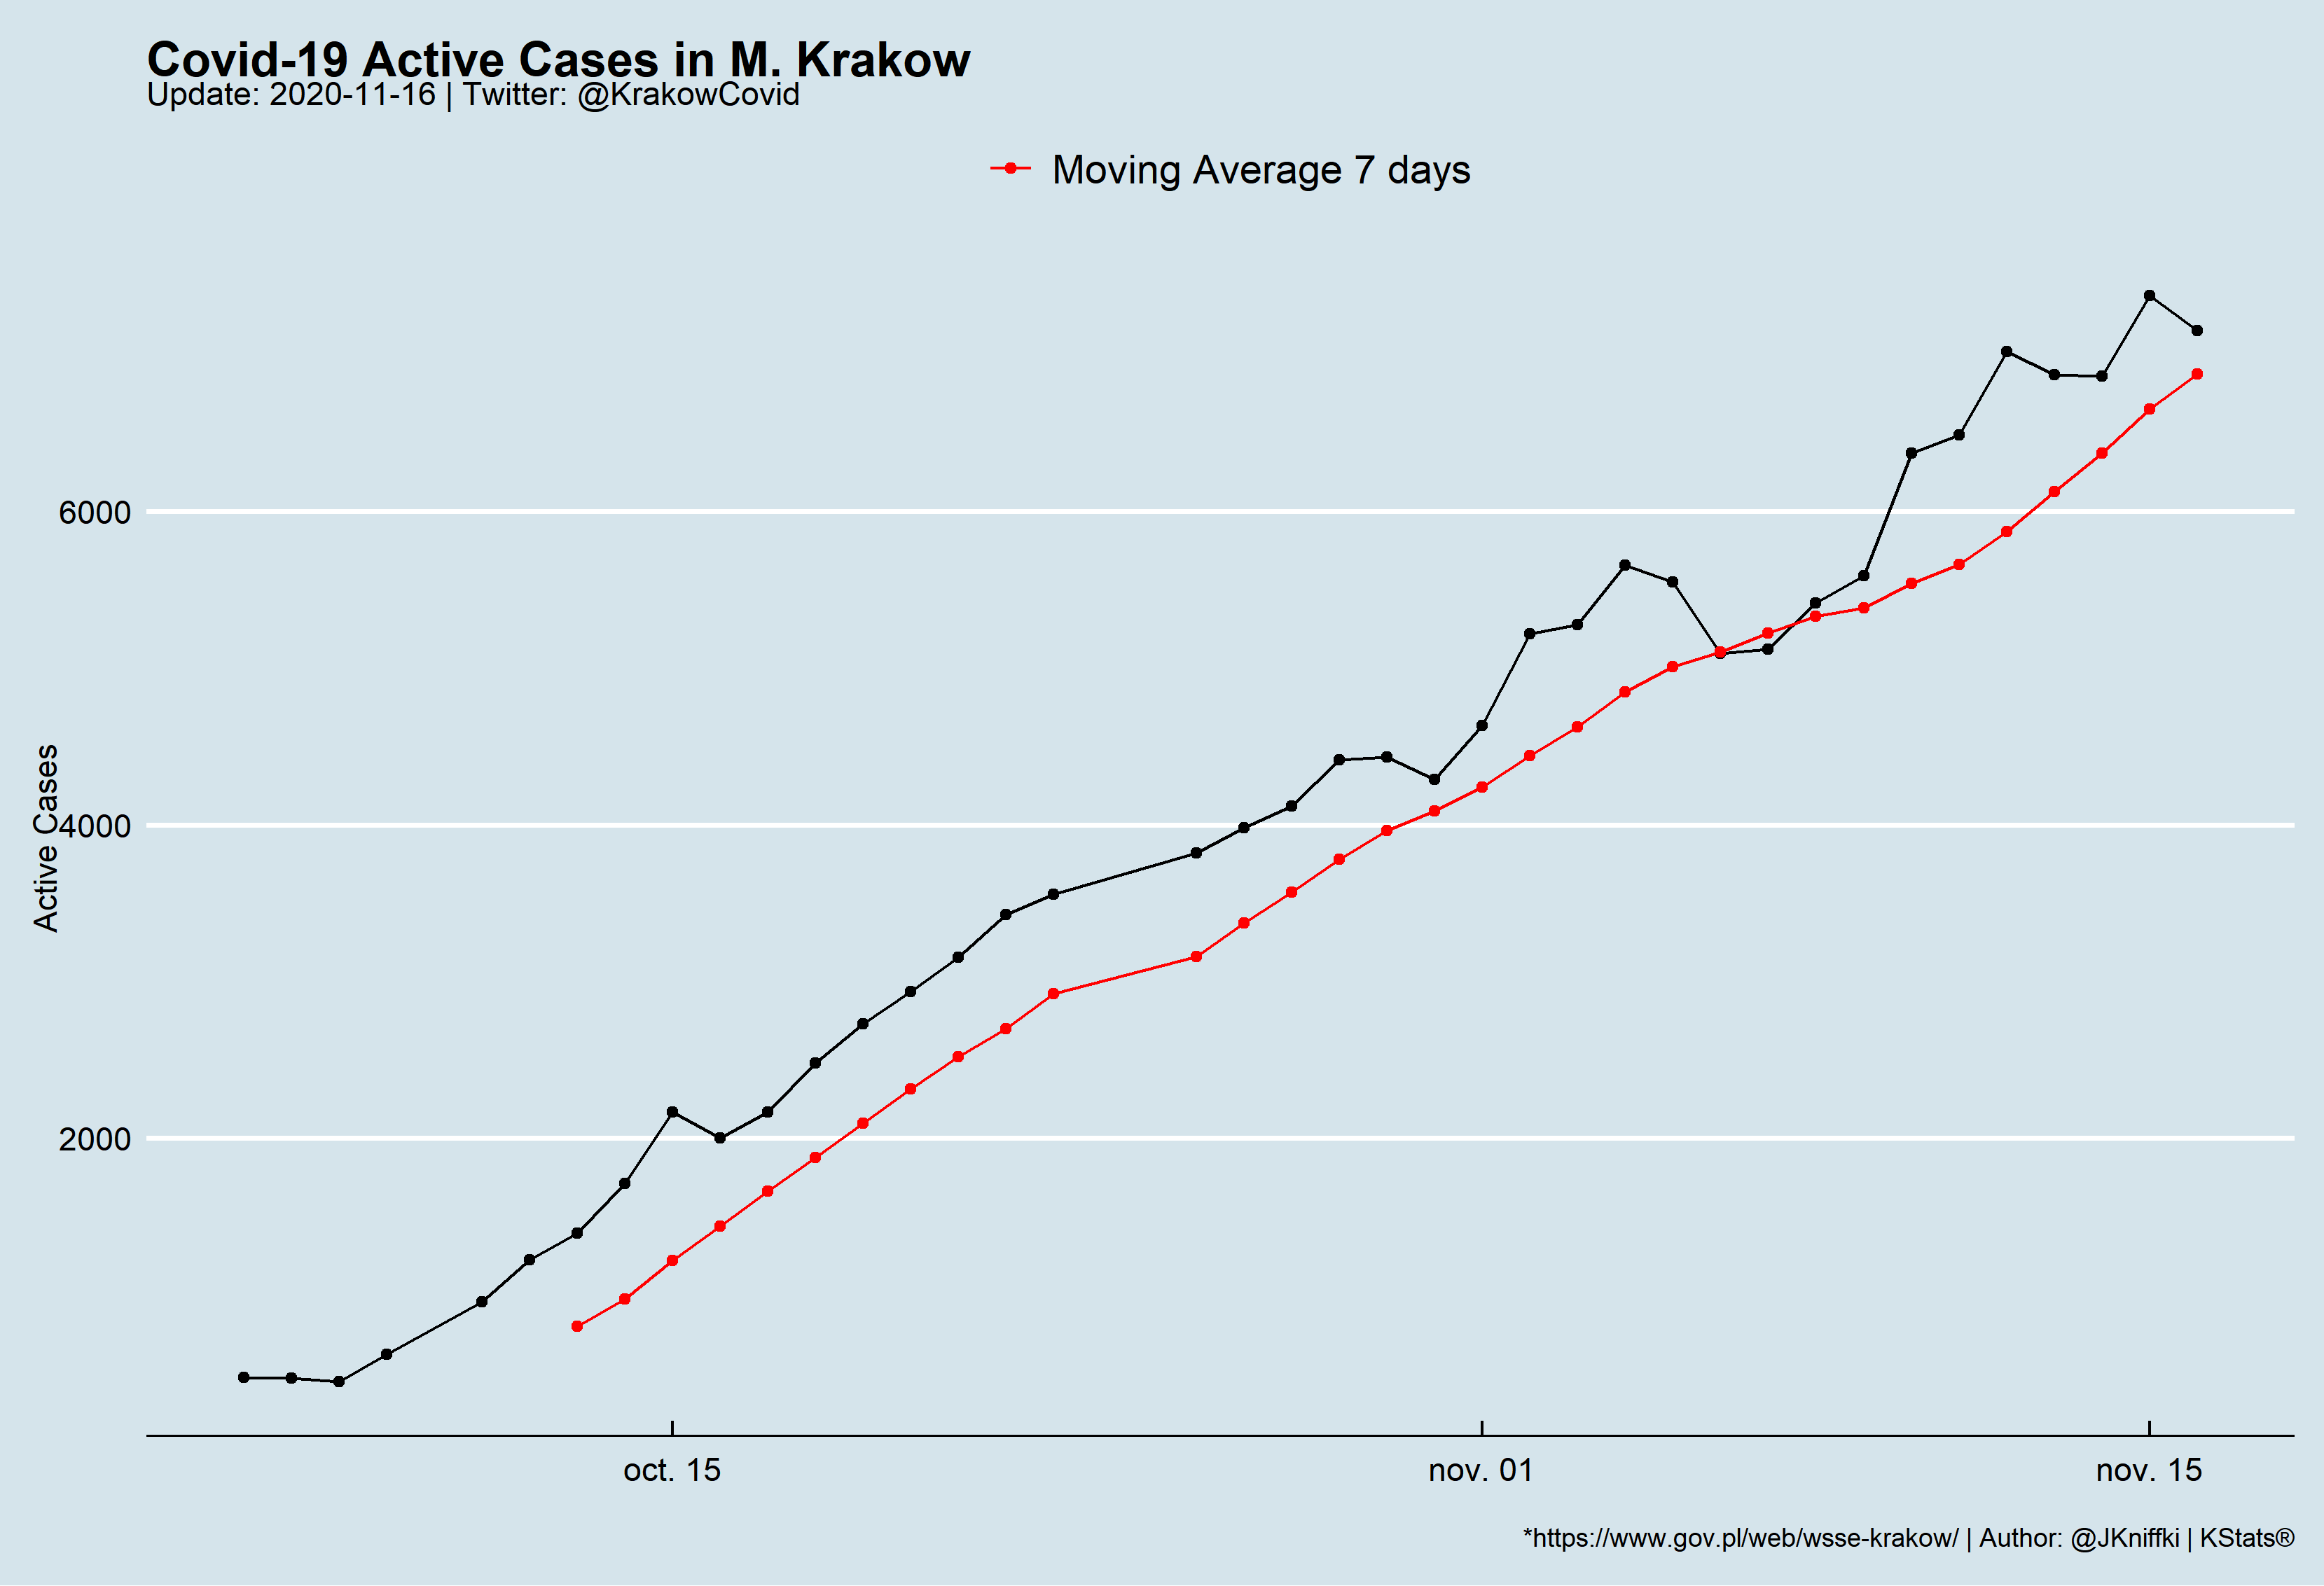 Covid-19 Active Cases in M. Krakow
Update: 2020-11-16 | Twitter: @KrakowCovid
Moving Average 7 days
Active Cases
6000
4000
2000
oct. 15
nov. 01
nov. 15
*https://www.gov.pl/web/wsse-krakow/ | Author: @JKniffki | KStats®